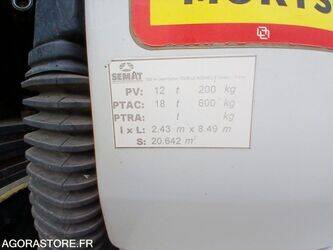 MORTS
SEMAT
PV: 12 t 200 kg
PTAC: 18 t 600 kg
PTRA: t kg
l x L: 2.43 m x 8.49 m
S: 20.642 m²
AGORASTORE.FR